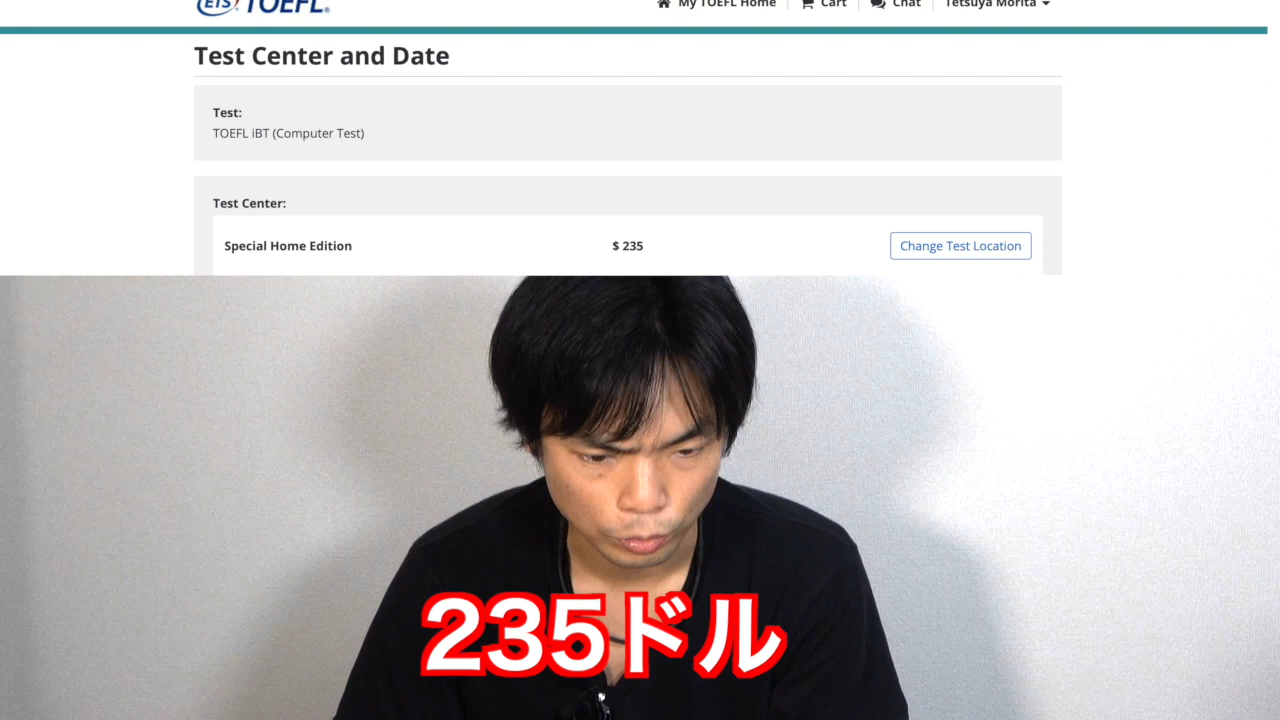 ETS TOEFL®
My TOEFL Home Cart Chat Tetsuya Morita
Test Center and Date
Test:
TOEFL iBT (Computer Test)
Test Center:
Special Home Edition $ 235 Change Test Location
235ドル